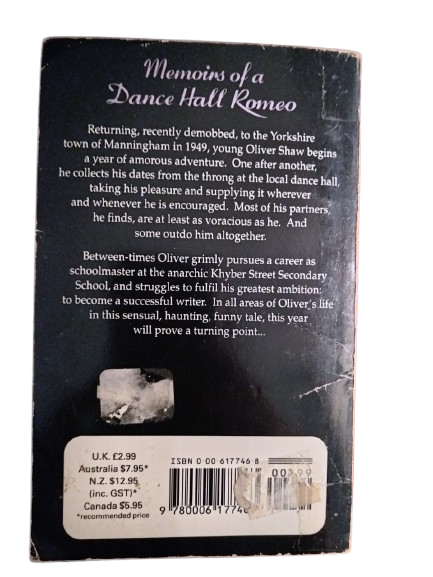 Memoirs of a
Dance Hall Romeo
Returning, recently demobbed, to the Yorkshire
town of Manningham in 1949, young Oliver Shaw begins
a year of amorous adventure. One after another,
he collects his dates from the throng at the local dance hall,
taking his pleasure and supplying it wherever
and whenever he is encouraged. Most of his partners,
he finds, are at least as voracious as he. And
some outdo him altogether.
Between-times Oliver grimly pursues a career as
schoolmaster at the anarchic Khyber Street Secondary
School, and struggles to fulfil his greatest ambition:
to become a successful writer. In all areas of Oliver's life
in this sensual, haunting, funny tale, this year
will prove a turning point...
U.K. £2.99
Australia $7.95*
N.Z. $12.95
(inc. GST)*
Canada $5.95
*recommended price
ISBN 0-00-617746-8
9 780006 1774